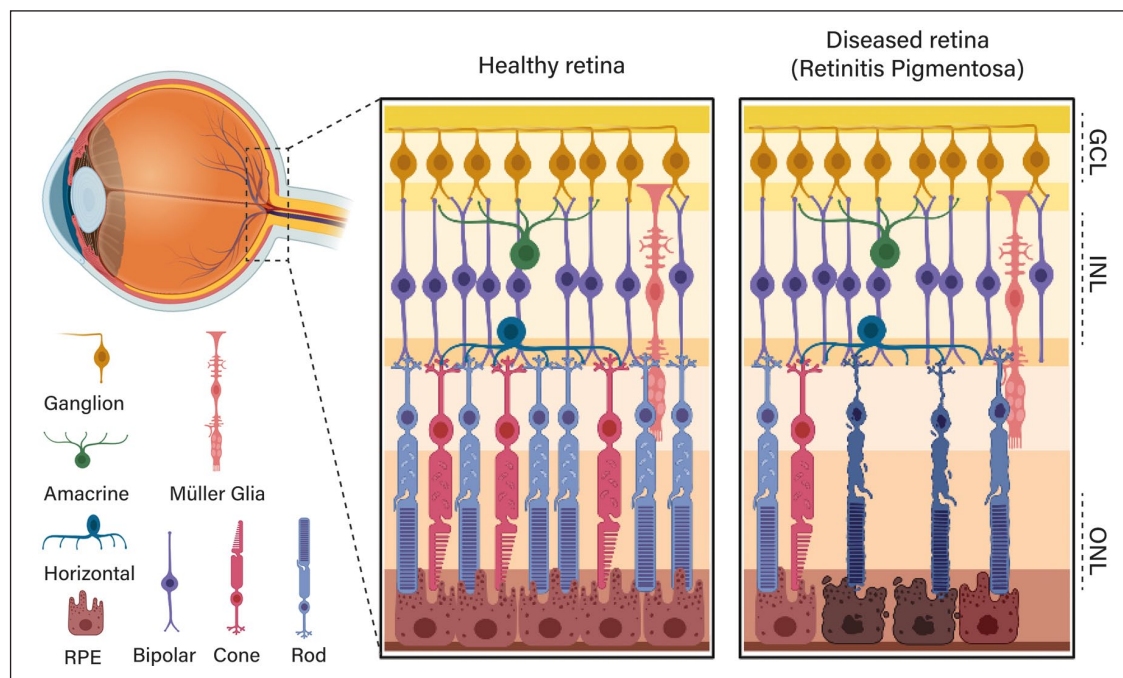 Healthy retina
Diseased retina
(Retinitis Pigmentosa)
GCL
INL
ONL
Ganglion
Amacrine
Müller Glia
Horizontal
RPE
Bipolar
Cone
Rod